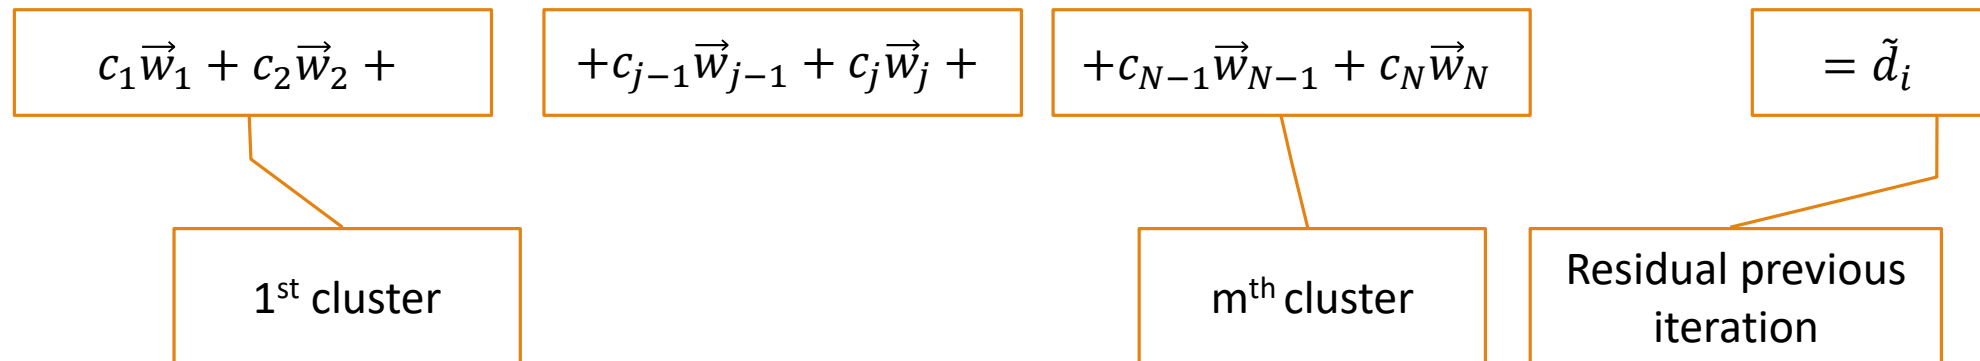 c₁w⃗₁ + c₂w⃗₂ + +cⱼ₋₁w⃗ⱼ₋₁ + cⱼw⃗ⱼ + +c_{N−1}w⃗_{N−1} + c_N w⃗_N = d̃ᵢ
1st cluster
mth cluster
Residual previous
iteration